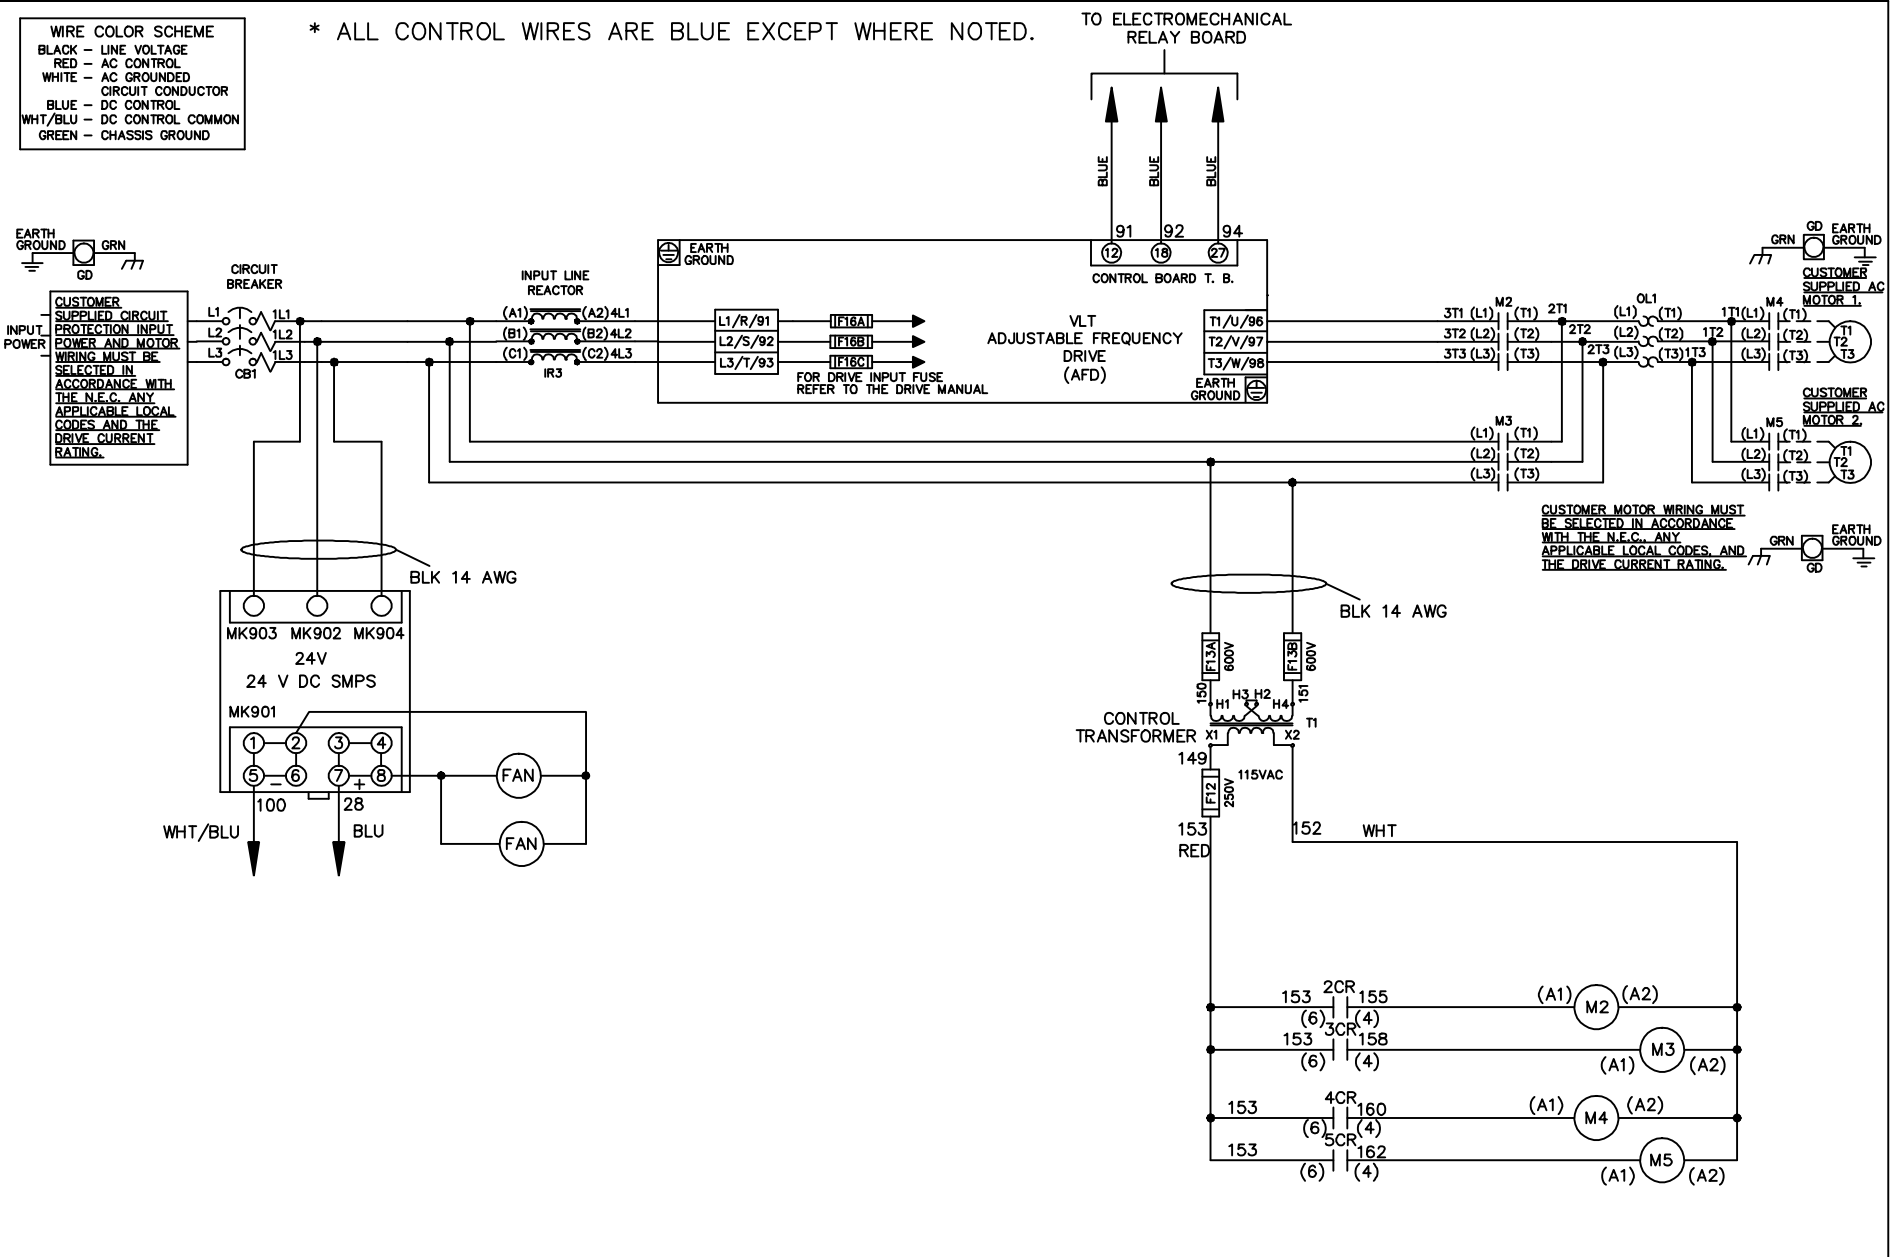 WIRE COLOR SCHEME
BLACK – LINE VOLTAGE
RED – AC CONTROL
WHITE – AC GROUNDED
CIRCUIT CONDUCTOR
BLUE – DC CONTROL
WHT/BLU – DC CONTROL COMMON
GREEN – CHASSIS GROUND
* ALL CONTROL WIRES ARE BLUE EXCEPT WHERE NOTED.
TO ELECTROMECHANICAL
RELAY BOARD
BLUE
BLUE
BLUE
91 92 94
12 18 27
CONTROL BOARD T. B.
EARTH
GROUND
GRN
GD
INPUT
POWER
CUSTOMER
SUPPLIED CIRCUIT
PROTECTION INPUT
POWER AND MOTOR
WIRING MUST BE
SELECTED IN
ACCORDANCE WITH
THE N.E.C. ANY
APPLICABLE LOCAL
CODES AND THE
DRIVE CURRENT
RATING.
CIRCUIT
BREAKER
L1 1L1
L2 1L2
L3 1L3
CB1
INPUT LINE
REACTOR
(A1) (A2) 4L1
(B1) (B2) 4L2
(C1) (C2) 4L3
IR3
EARTH
GROUND
L1/R/91
L2/S/92
L3/T/93
F16A
F16B
F16C
FOR DRIVE INPUT FUSE
REFER TO THE DRIVE MANUAL
VLT
ADJUSTABLE FREQUENCY
DRIVE
(AFD)
T1/U/96
T2/V/97
T3/W/98
EARTH
GROUND
M2
3T1 (L1) (T1)
3T2 (L2) (T2)
3T3 (L3) (T3)
2T1
2T2
2T3
OL1
(L1) (T1)
(L2) (T2)
(L3) (T3)
1T1
1T2
1T3
M4
(L1) (T1)
(L2) (T2)
(L3) (T3)
T1
T2
T3
GD
GRN
EARTH
GROUND
CUSTOMER
SUPPLIED AC
MOTOR 1.
CUSTOMER
SUPPLIED AC
MOTOR 2.
M3
(L1) (T1)
(L2) (T2)
(L3) (T3)
M5
(L1) (T1)
(L2) (T2)
(L3) (T3)
T1
T2
T3
CUSTOMER MOTOR WIRING MUST
BE SELECTED IN ACCORDANCE
WITH THE N.E.C., ANY
APPLICABLE LOCAL CODES, AND
THE DRIVE CURRENT RATING.
GRN
GD
EARTH
GROUND
BLK 14 AWG
MK903 MK902 MK904
24V
24 V DC SMPS
MK901
1 2 3 4
5 – 6 7 + 8
100 28
WHT/BLU
BLU
FAN
FAN
BLK 14 AWG
F13A
600V
F13B
600V
150
151
H1 H3 H2 H4
T1
CONTROL
TRANSFORMER
X1 X2
149
115VAC
F12
250V
153
RED
152
WHT
153 2CR 155
(6) (4)
(A1) M2 (A2)
153 3CR 158
(6) (4)
(A1) M3 (A2)
153 4CR 160
(6) (4)
(A1) M4 (A2)
153 5CR 162
(6) (4)
(A1) M5 (A2)